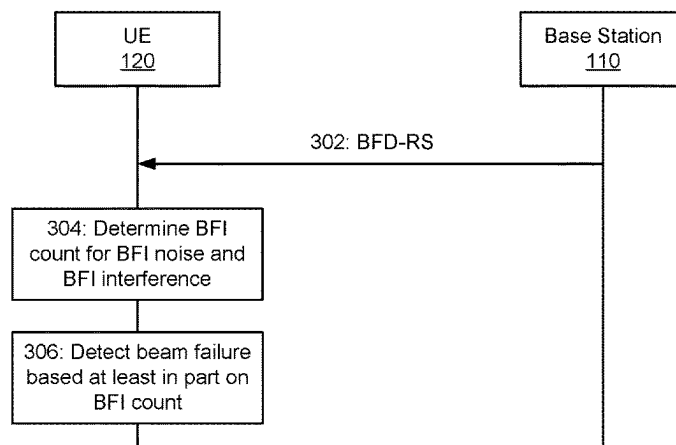 UE
120
Base Station
110
302: BFD-RS
304: Determine BFI
count for BFI noise and
BFI interference
306: Detect beam failure
based at least in part on
BFI count